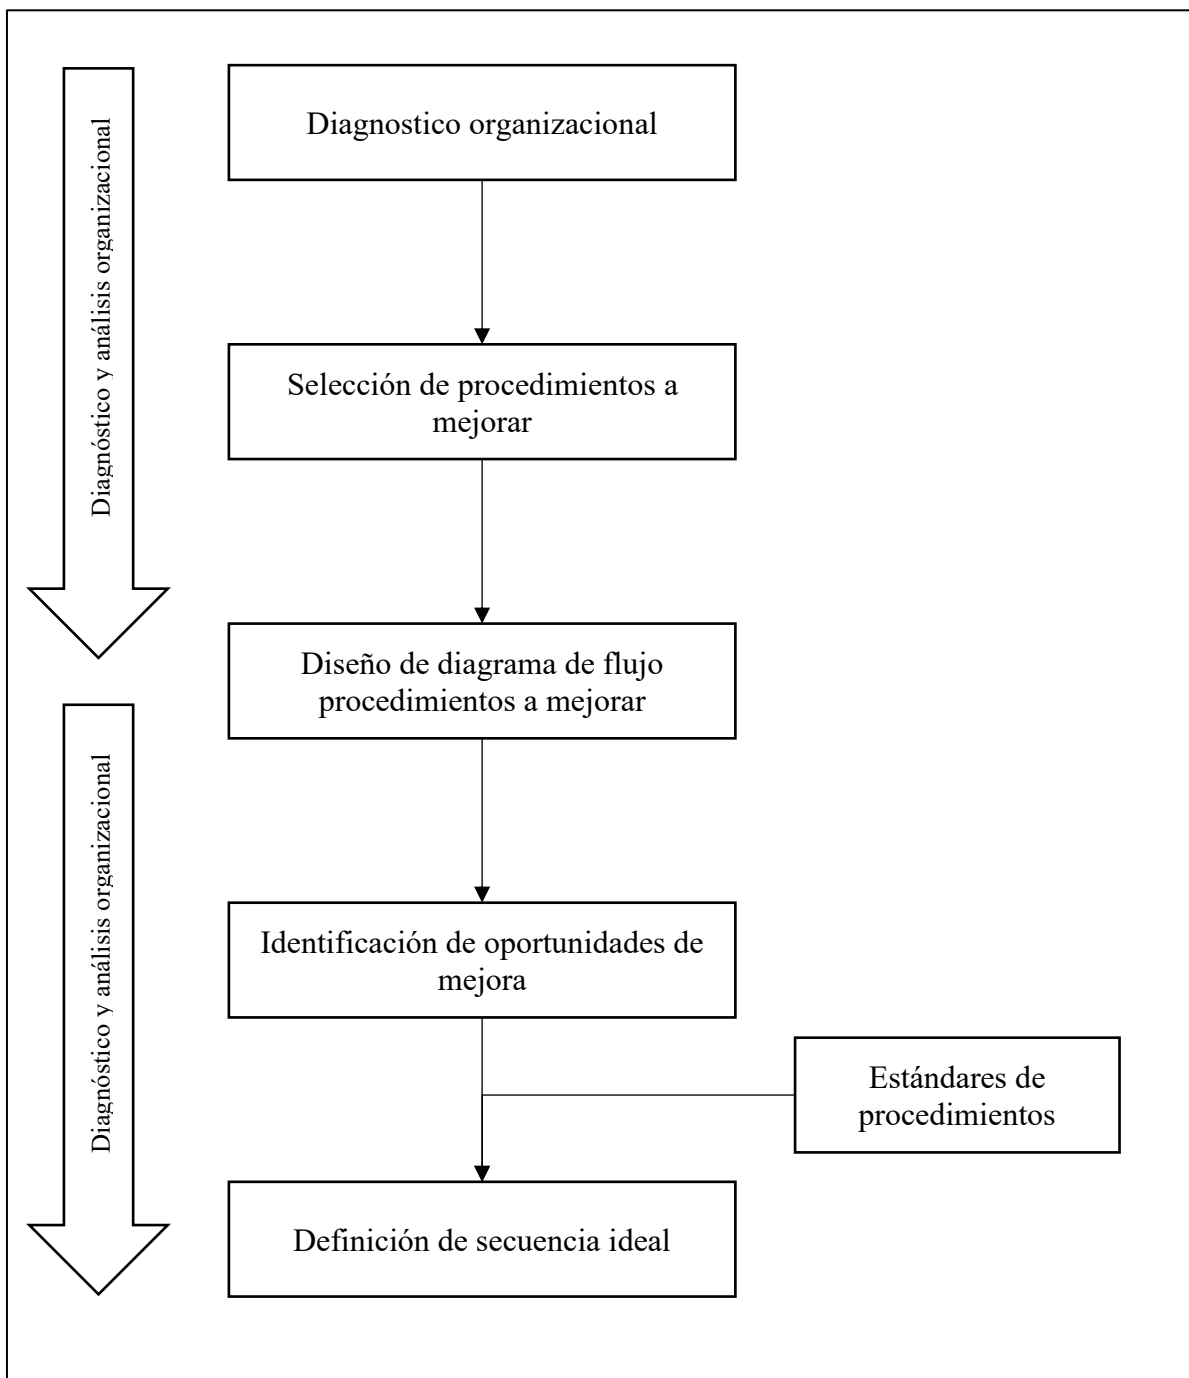 Diagnóstico y análisis organizacional
Diagnostico organizacional
Selección de procedimientos a
mejorar
Diseño de diagrama de flujo
procedimientos a mejorar
Diagnóstico y análisis organizacional
Identificación de oportunidades de
mejora
Estándares de
procedimientos
Definición de secuencia ideal